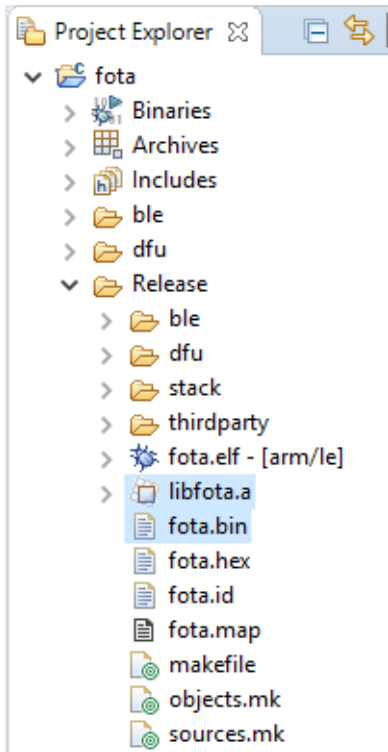 Project Explorer
fota
Binaries
Archives
Includes
ble
dfu
Release
ble
dfu
stack
thirdparty
fota.elf - [arm/le]
libfota.a
fota.bin
fota.hex
fota.id
fota.map
makefile
objects.mk
sources.mk